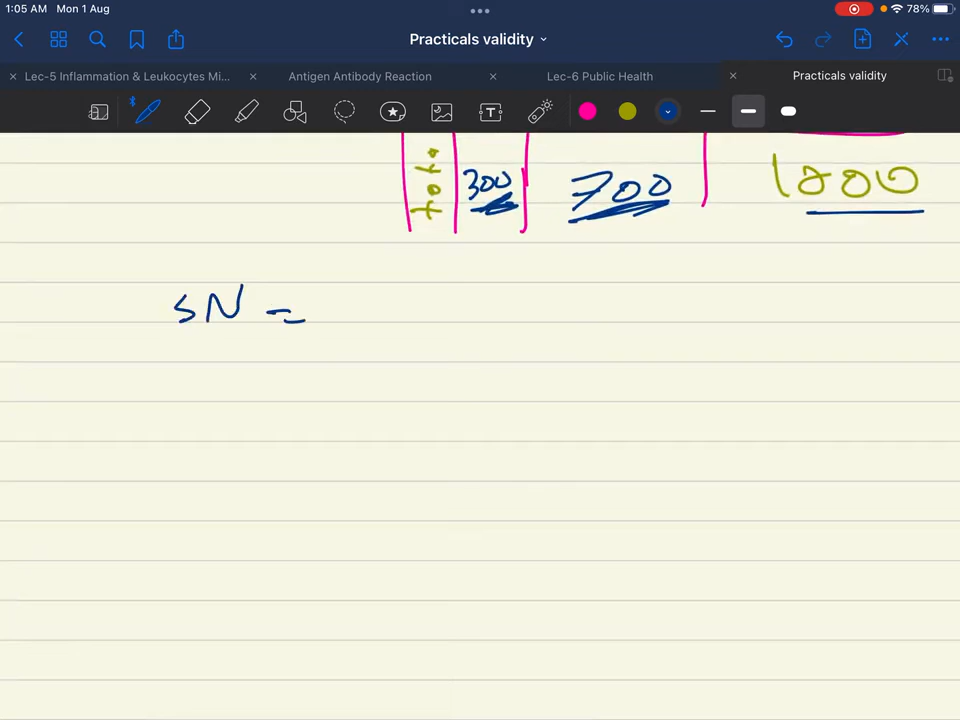 1:05 AM Mon 1 Aug 78%
Practicals validity
Lec-5 Inflammation & Leukocytes Mi... Antigen Antibody Reaction Lec-6 Public Health Practicals validity
300 700 1000
SN =